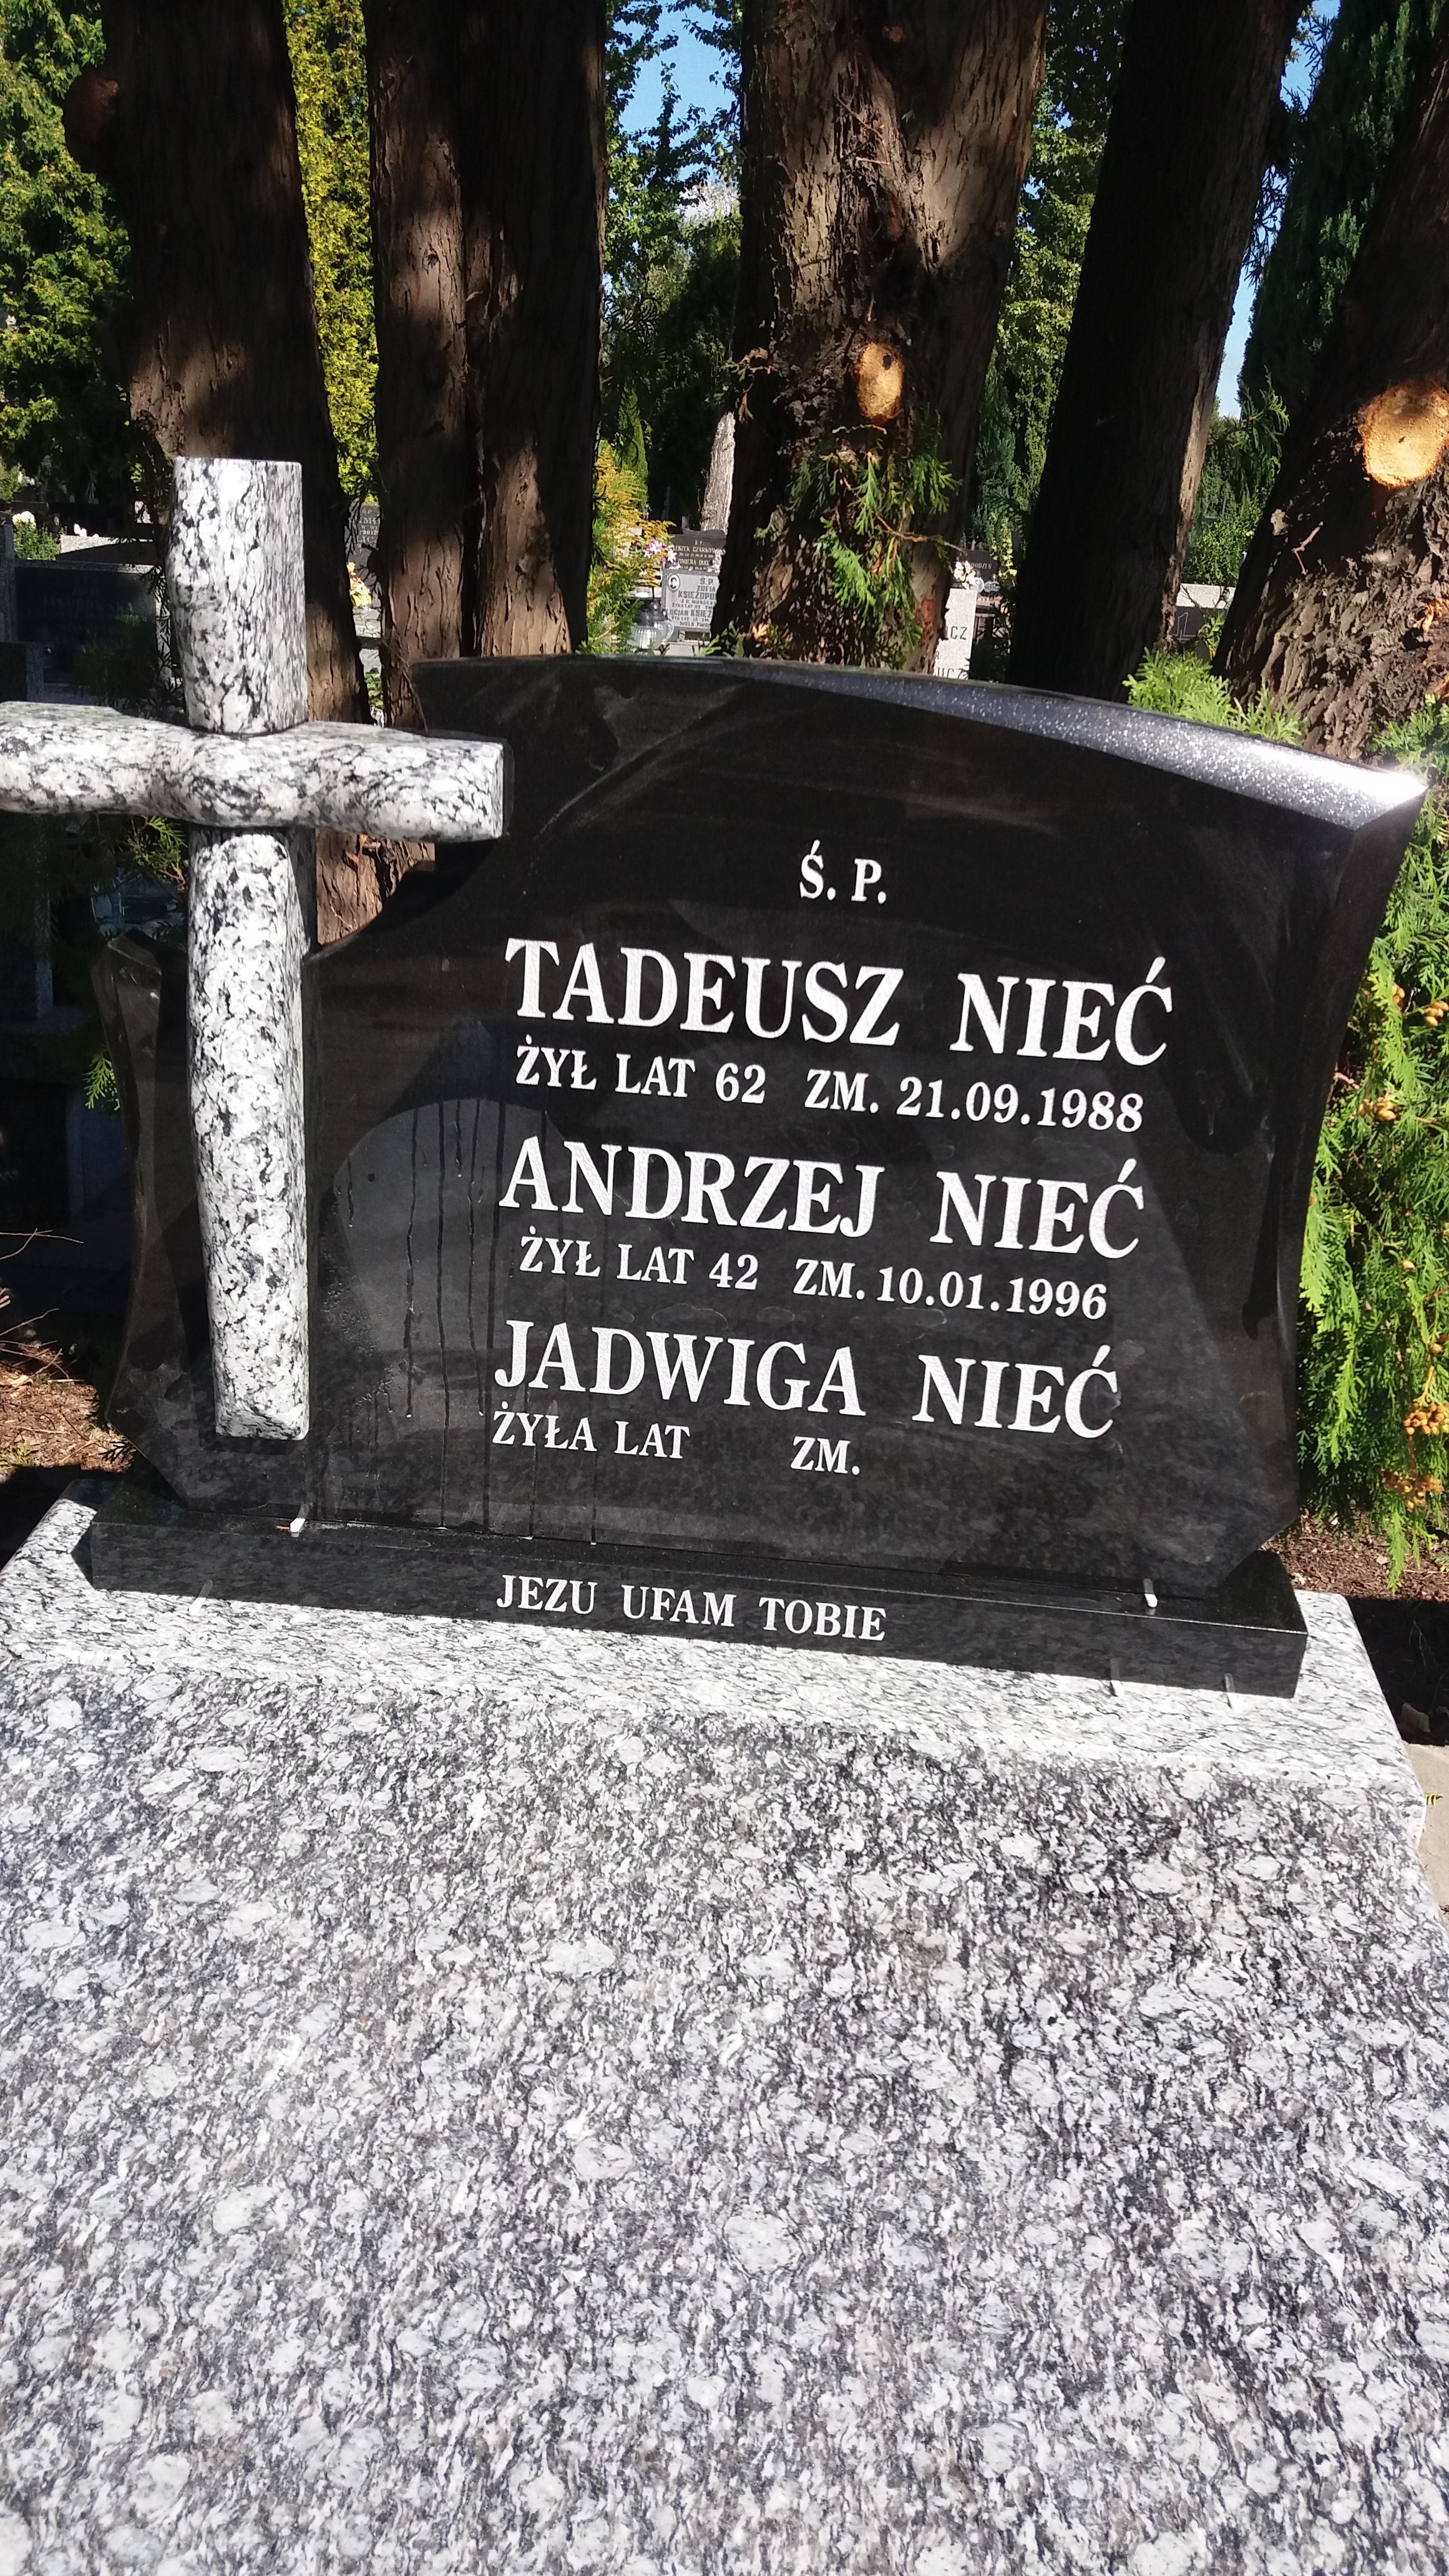 Ś. P.
TADEUSZ NIEĆ
ŻYŁ LAT 62 ZM. 21.09.1988
ANDRZEJ NIEĆ
ŻYŁ LAT 42 ZM. 10.01.1996
JADWIGA NIEĆ
ŻYŁA LAT ZM.
JEZU UFAM TOBIE